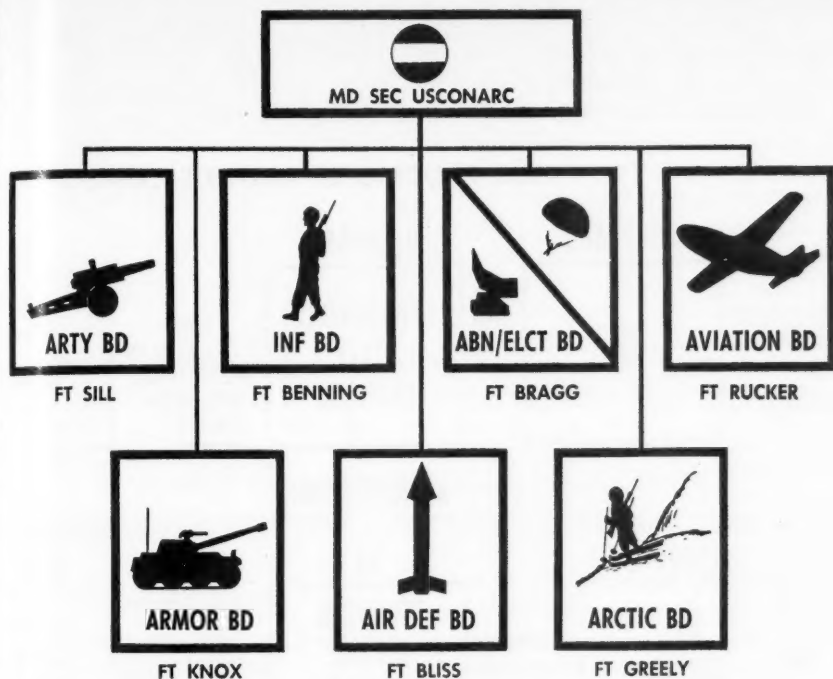 MD SEC USCONARC
ARTY BD
INF BD
ABN/ELCT BD
AVIATION BD
FT SILL
FT BENNING
FT BRAGG
FT RUCKER
ARMOR BD
AIR DEF BD
ARCTIC BD
FT KNOX
FT BLISS
FT GREELY